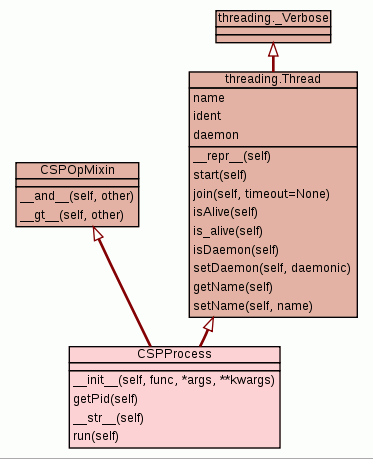 threading._Verbose
threading.Thread
name
ident
daemon
__repr__(self)
start(self)
join(self, timeout=None)
isAlive(self)
is_alive(self)
isDaemon(self)
setDaemon(self, daemonic)
getName(self)
setName(self, name)
CSPOpMixin
__and__(self, other)
__gt__(self, other)
CSPProcess
__init__(self, func, *args, **kwargs)
getPid(self)
__str__(self)
run(self)